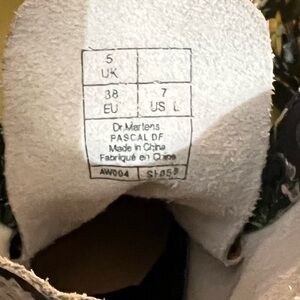 5
UK
38 7
EU US L
Dr.Martens
PASCAL DF
Made in China
Fabriqué en Chine
AW004